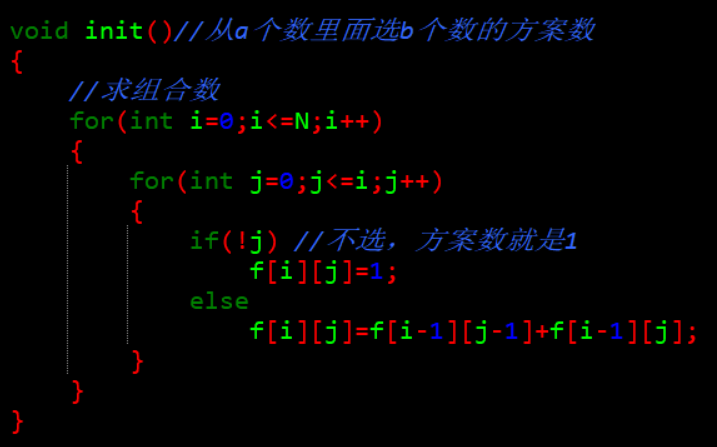 void init()//从a个数里面选b个数的方案数
{
    //求组合数
    for(int i=0;i<=N;i++)
    {
        for(int j=0;j<=i;j++)
        {
            if(!j) //不选，方案数就是1
                f[i][j]=1;
            else
                f[i][j]=f[i-1][j-1]+f[i-1][j];
        }
    }
}